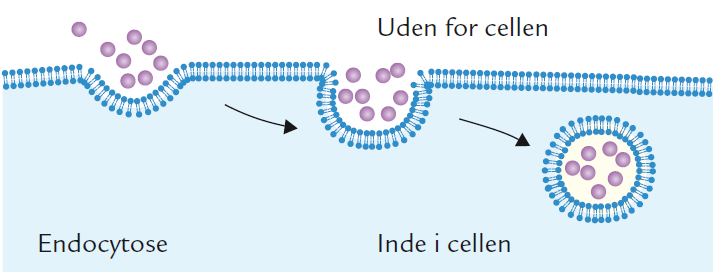 Uden for cellen
Endocytose
Inde i cellen